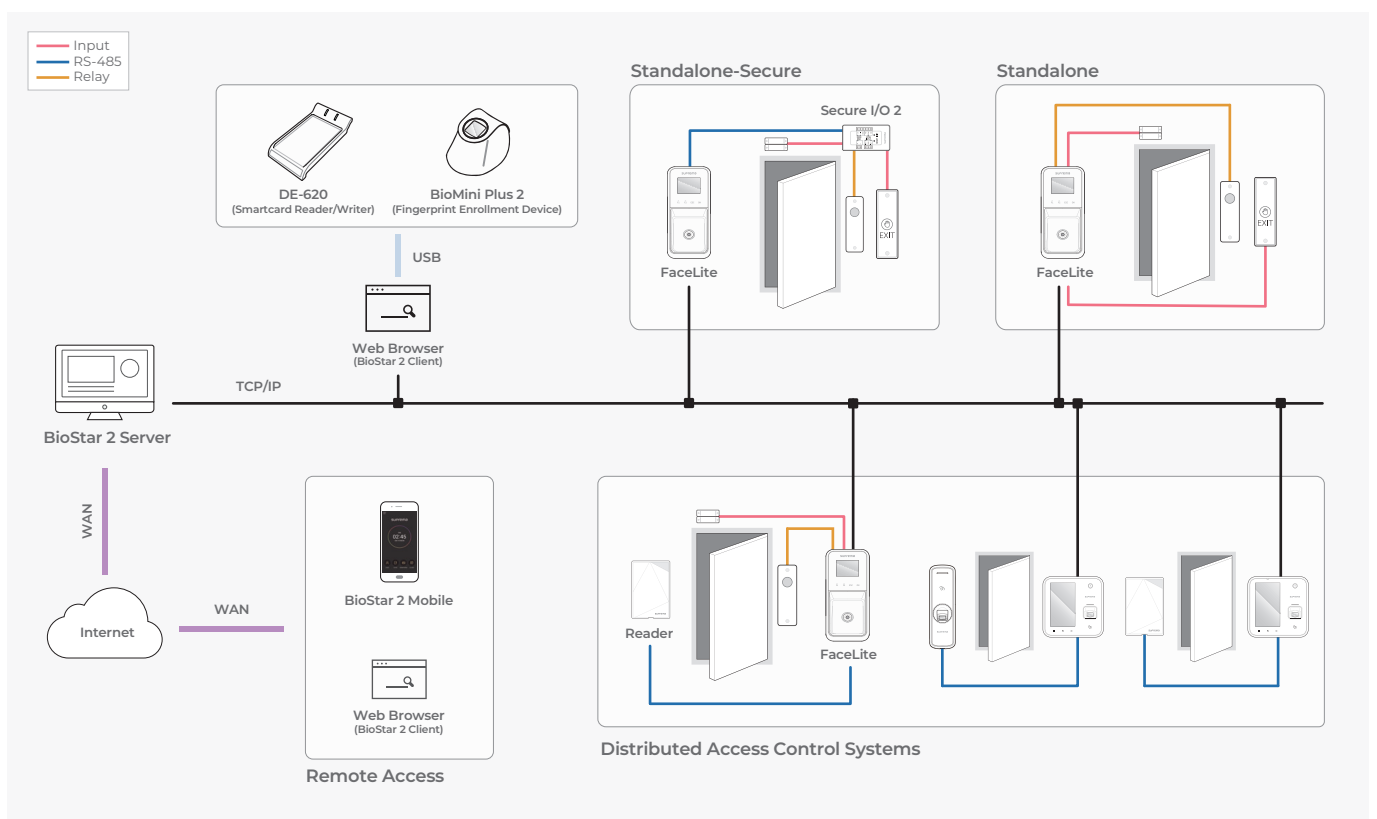 Input
RS-485
Relay
Standalone-Secure
Standalone
Secure I/O 2
DE-620
(Smartcard Reader/Writer)
BioMini Plus 2
(Fingerprint Enrollment Device)
EXIT
EXIT
FaceLite
FaceLite
USB
Web Browser
(BioStar 2 Client)
TCP/IP
BioStar 2 Server
WAN
WAN
Internet
02:45
BioStar 2 Mobile
Web Browser
(BioStar 2 Client)
Remote Access
Reader
FaceLite
Distributed Access Control Systems